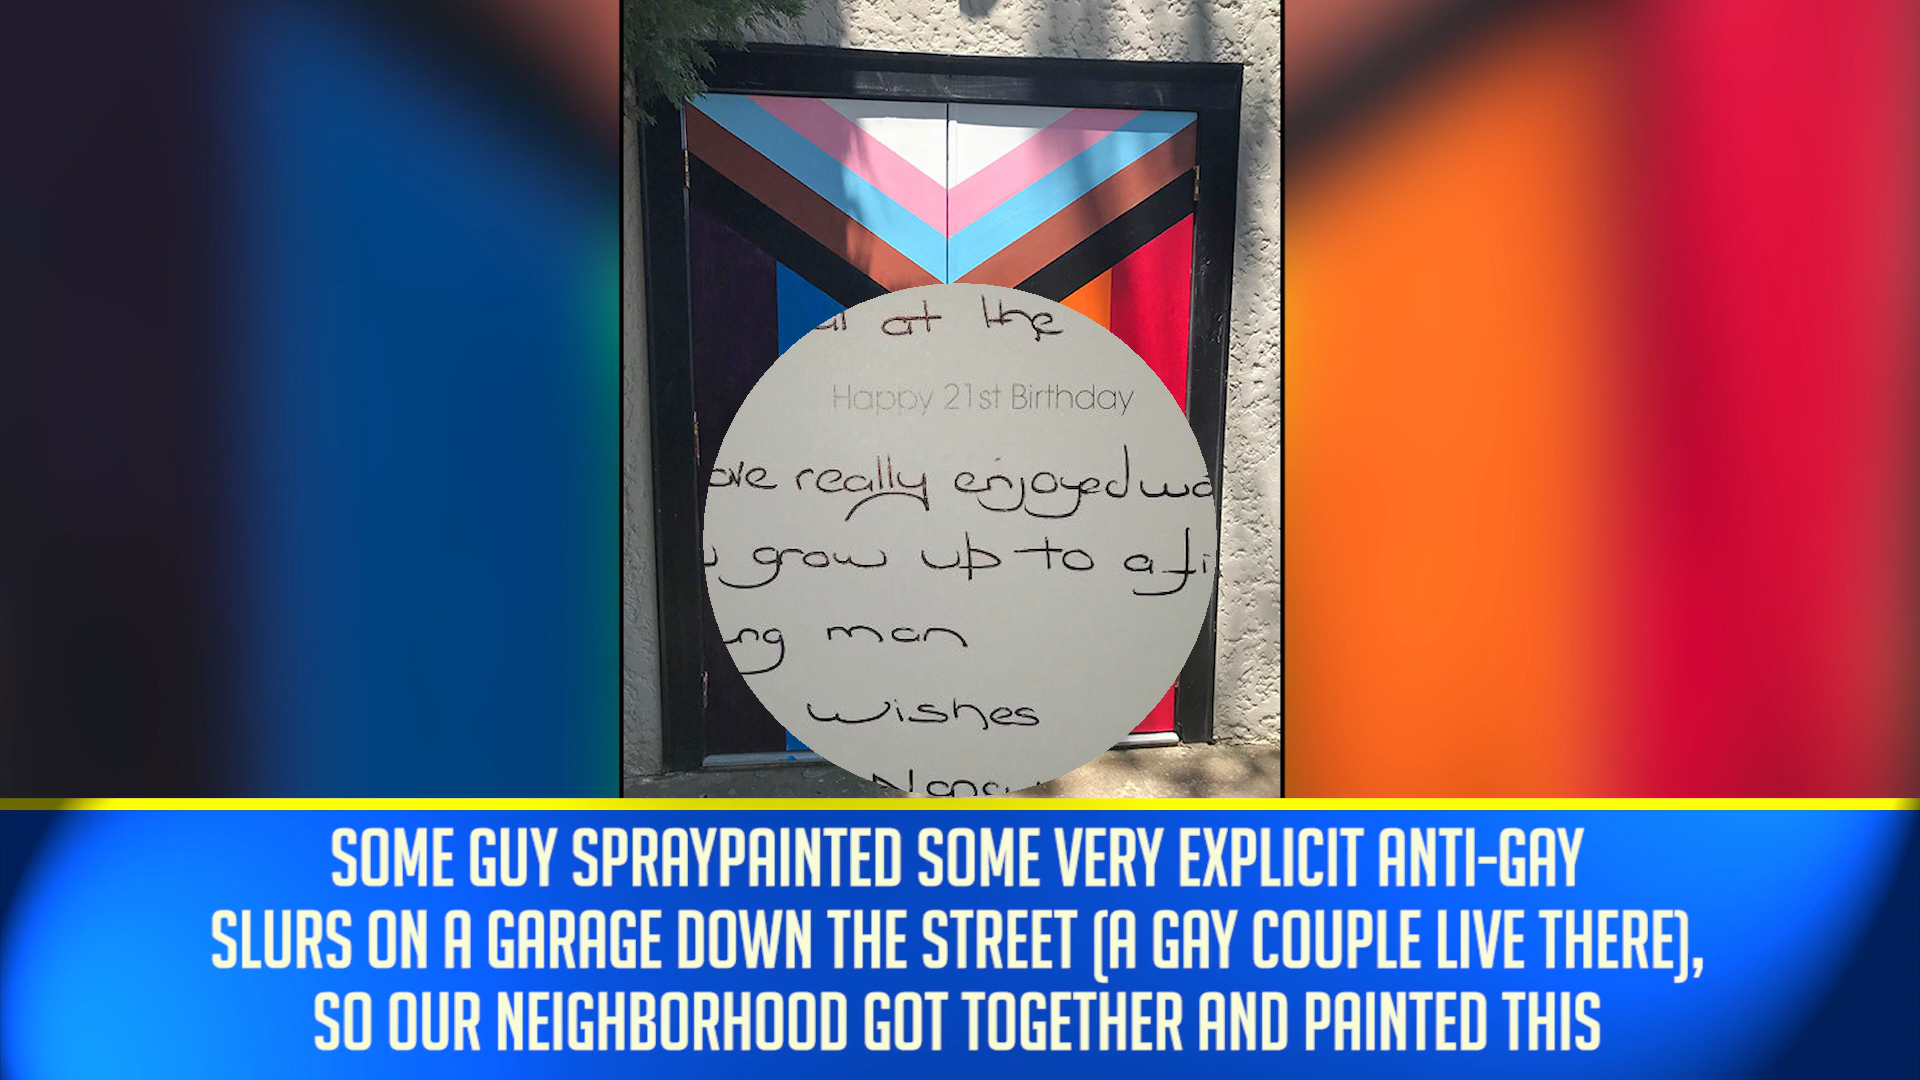 at the
Happy 21st Birthday
really enjoyed
grow up to a
man
wishes
SOME GUY SPRAYPAINTED SOME VERY EXPLICIT ANTI-GAY
SLURS ON A GARAGE DOWN THE STREET (A GAY COUPLE LIVE THERE),
SO OUR NEIGHBORHOOD GOT TOGETHER AND PAINTED THIS